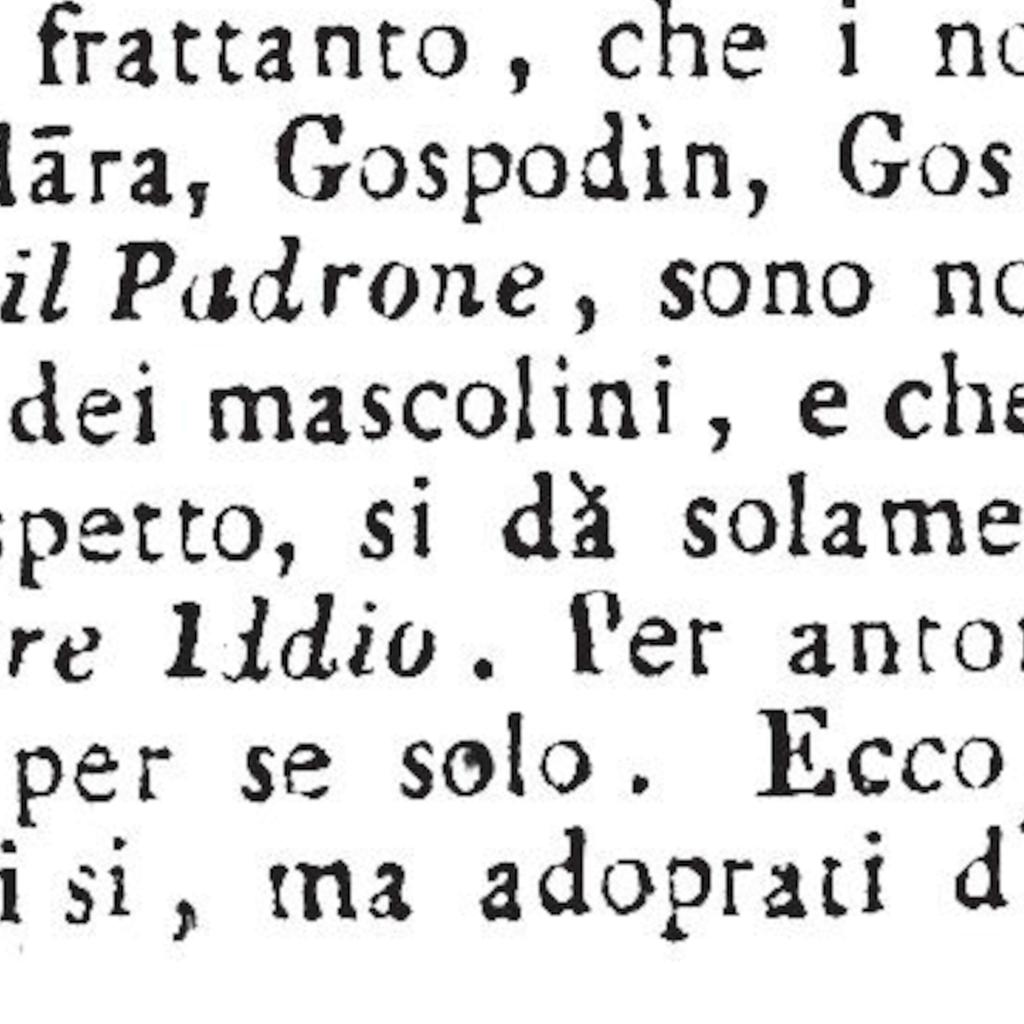 frattanto, che i no
lāra, Gospodìn, Gos
il Padrone, sono no
dei mascolini, e che
spetto, si dà solame
re Iddio. Per anton
per se solo. Ecco
i si, ma adoprati d'